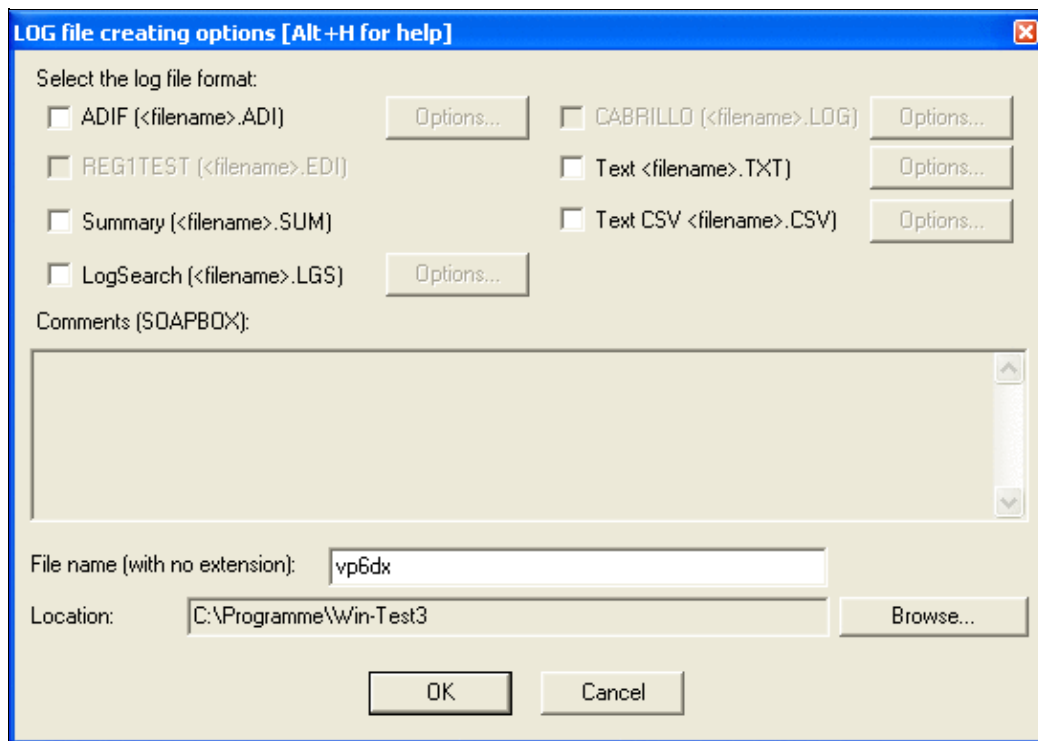 LOG file creating options [Alt+H for help]
Select the log file format:
ADIF (<filename>.ADI) Options... CABRILLO (<filename>.LOG) Options...
REG1TEST (<filename>.EDI) Text <filename>.TXT) Options...
Summary (<filename>.SUM) Text CSV <filename>.CSV) Options...
LogSearch (<filename>.LGS) Options...
Comments (SOAPBOX):
File name (with no extension): vp6dx
Location: C:\Programme\Win-Test3 Browse...
OK Cancel